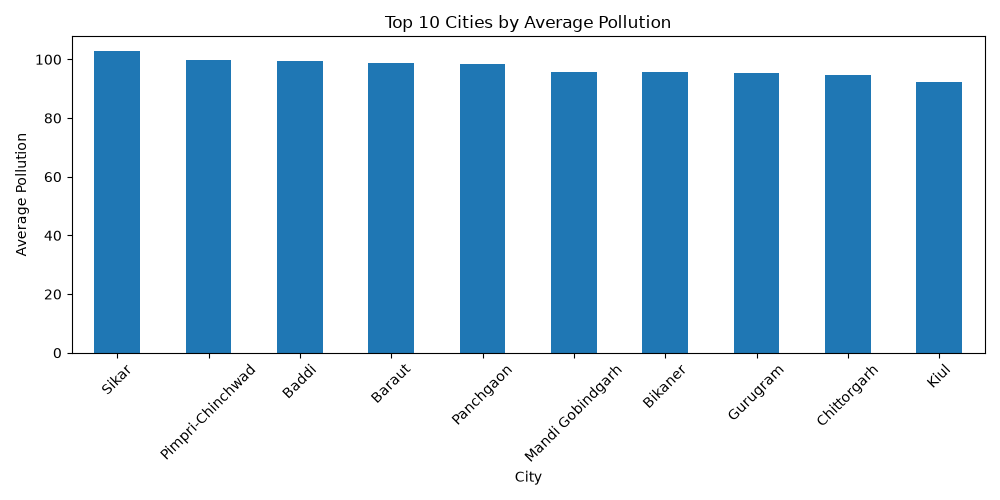 Top 10 Cities by Average Pollution
Average Pollution
100
80
60
40
20
0
Sikar
Pimpri-Chinchwad
Baddi
Baraut
Panchgaon
Mandi Gobindgarh
Bikaner
Gurugram
Chittorgarh
Kiul
City